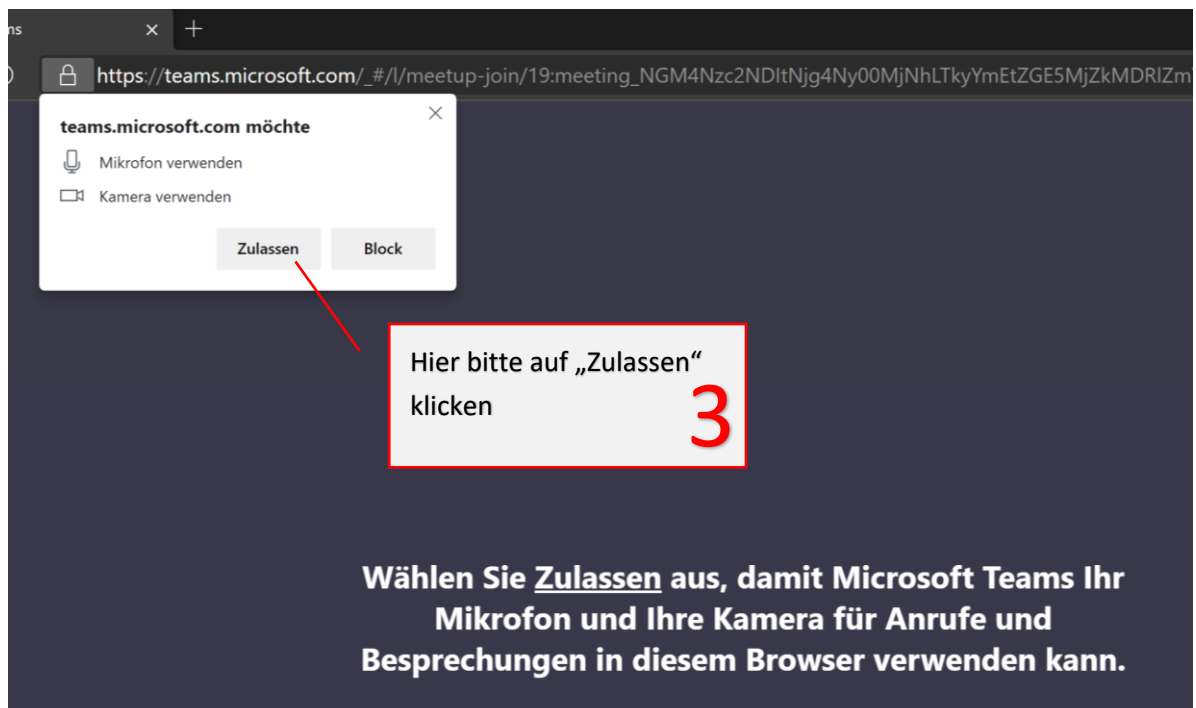 ms
https://teams.microsoft.com/_#/l/meetup-join/19:meeting_NGM4Nzc2NDItNjg4Ny00MjNhLTkyYmEtZGE5MjZkMDRlZm
teams.microsoft.com möchte
Mikrofon verwenden
Kamera verwenden
Zulassen Block
Hier bitte auf „Zulassen“
klicken
3
Wählen Sie Zulassen aus, damit Microsoft Teams Ihr
Mikrofon und Ihre Kamera für Anrufe und
Besprechungen in diesem Browser verwenden kann.